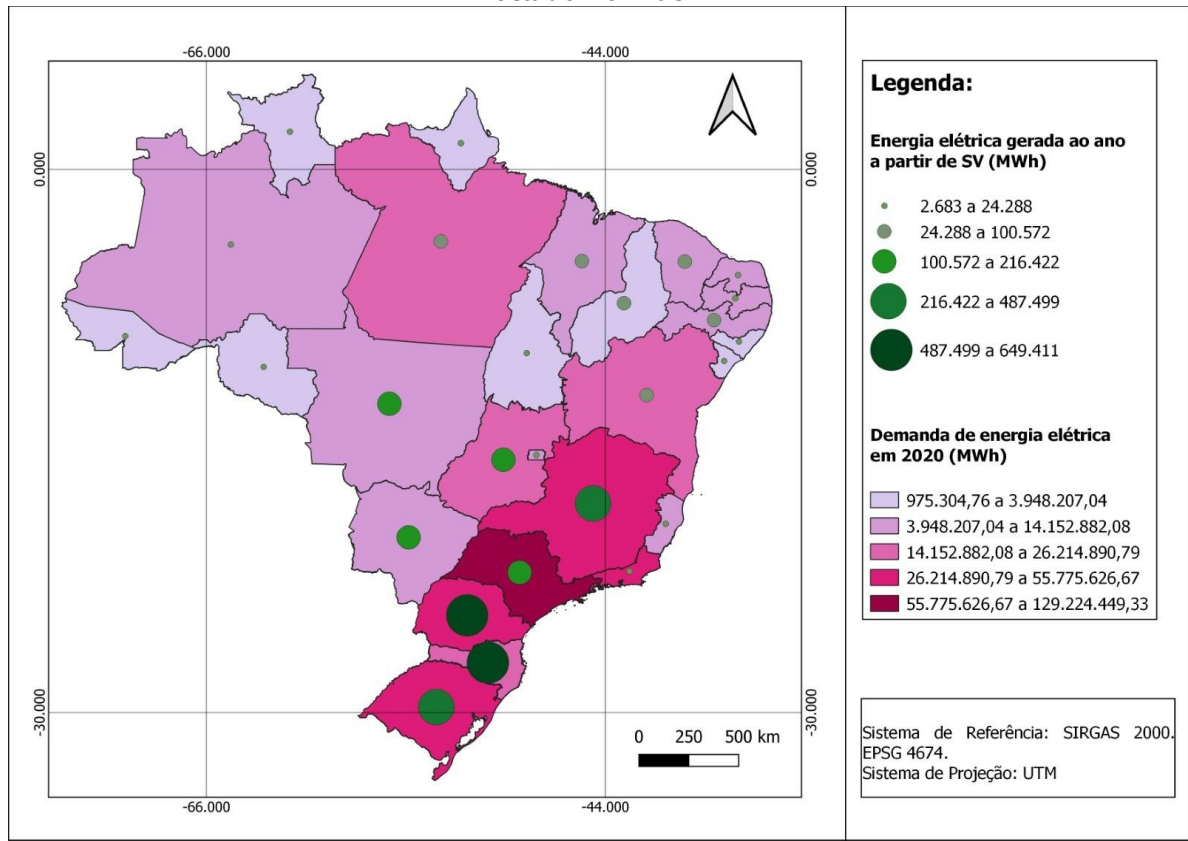 -66.000
-44.000
0.000
0.000
-30.000
-30.000
0 250 500 km
-66.000
-44.000
Legenda:
Energia elétrica gerada ao ano
a partir de SV (MWh)
2.683 a 24.288
24.288 a 100.572
100.572 a 216.422
216.422 a 487.499
487.499 a 649.411
Demanda de energia elétrica
em 2020 (MWh)
975.304,76 a 3.948.207,04
3.948.207,04 a 14.152.882,08
14.152.882,08 a 26.214.890,79
26.214.890,79 a 55.775.626,67
55.775.626,67 a 129.224.449,33
Sistema de Referência: SIRGAS 2000.
EPSG 4674.
Sistema de Projeção: UTM